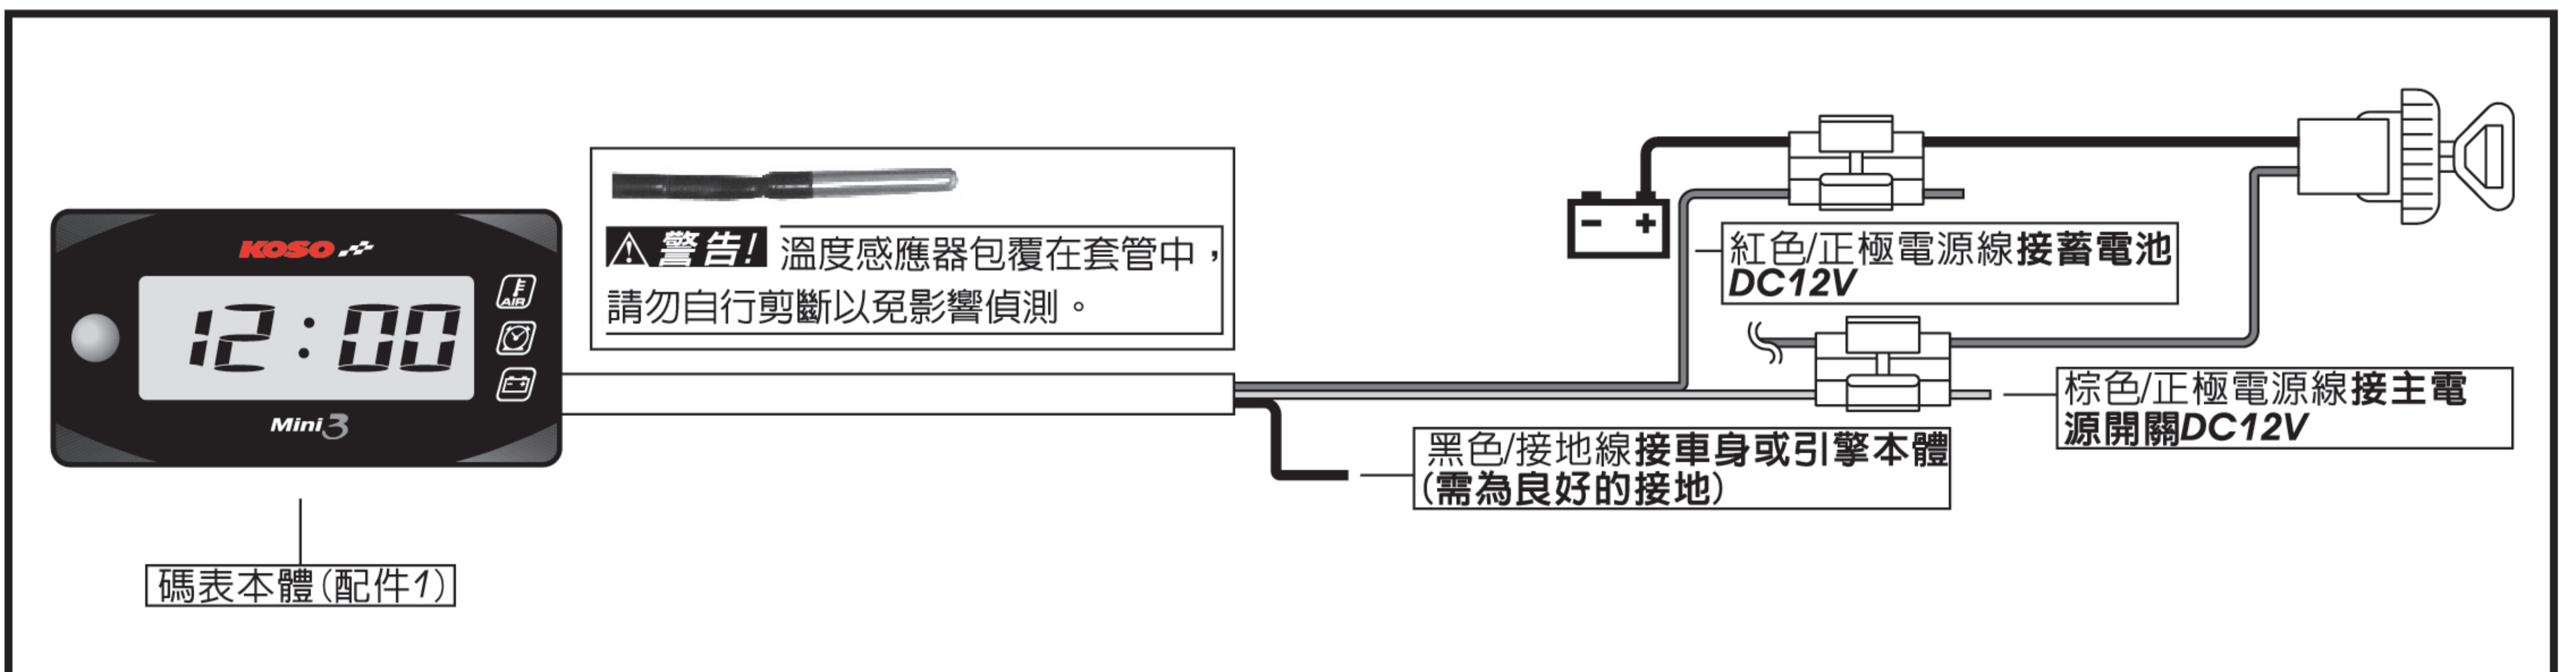 KOSO
12:00
AIR
Mini 3
碼表本體(配件1)
警告! 溫度感應器包覆在套管中，
請勿自行剪斷以免影響偵測。
- +
紅色/正極電源線接蓄電池
DC12V
棕色/正極電源線接主電
源開關DC12V
黑色/接地線接車身或引擎本體
(需為良好的接地)